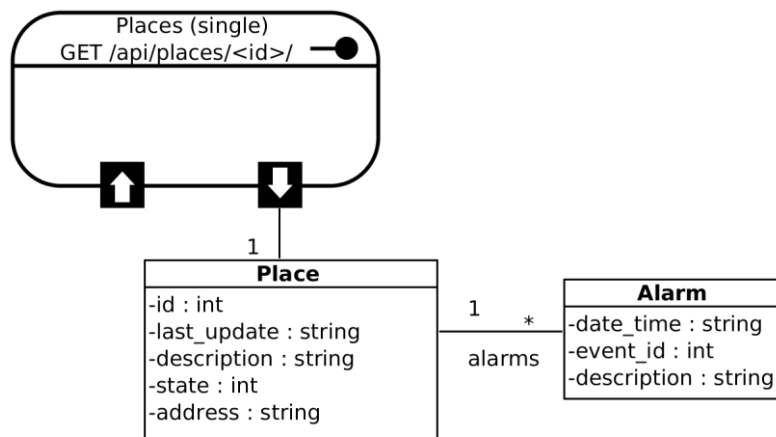 Places (single)
GET /api/places/<id>/
1
Place
-id : int
-last_update : string
-description : string
-state : int
-address : string
1
*
alarms
Alarm
-date_time : string
-event_id : int
-description : string